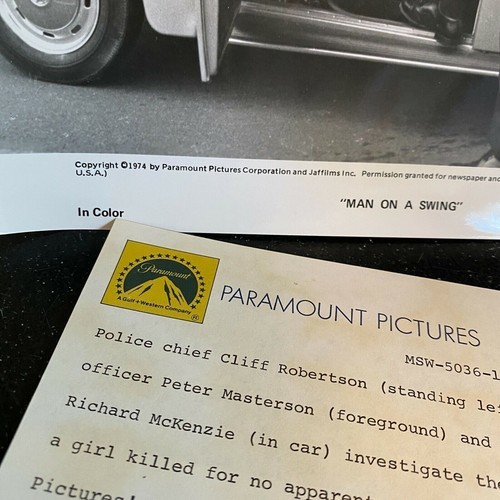 Copyright ©1974 by Paramount Pictures Corporation and Jaffilms Inc. Permission granted for newspaper and
U.S.A.)
"MAN ON A SWING"
In Color
Paramount
A Gulf+Western Company
®
PARAMOUNT PICTURES
MSW-5036-1
Police chief Cliff Robertson (standing
officer Peter Masterson (foreground) and
Richard McKenzie (in car) investigate the
a girl killed for no
Pictures'